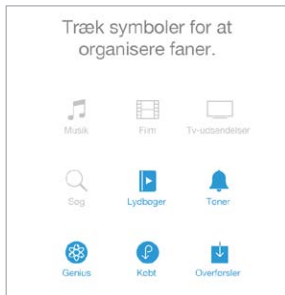 Træk symboler for at
organisere faner.
Musik Film Tv-udsendelser
Søg Lydbøger Toner
Genius Købt Overførsler